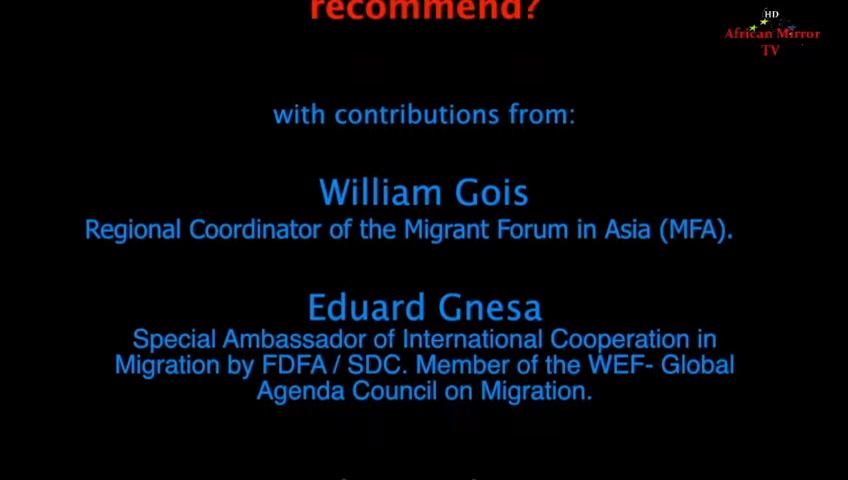 recommend?
HD
African Mirror
TV
with contributions from:
William Gois
Regional Coordinator of the Migrant Forum in Asia (MFA).
Eduard Gnesa
Special Ambassador of International Cooperation in
Migration by FDFA / SDC. Member of the WEF- Global
Agenda Council on Migration.